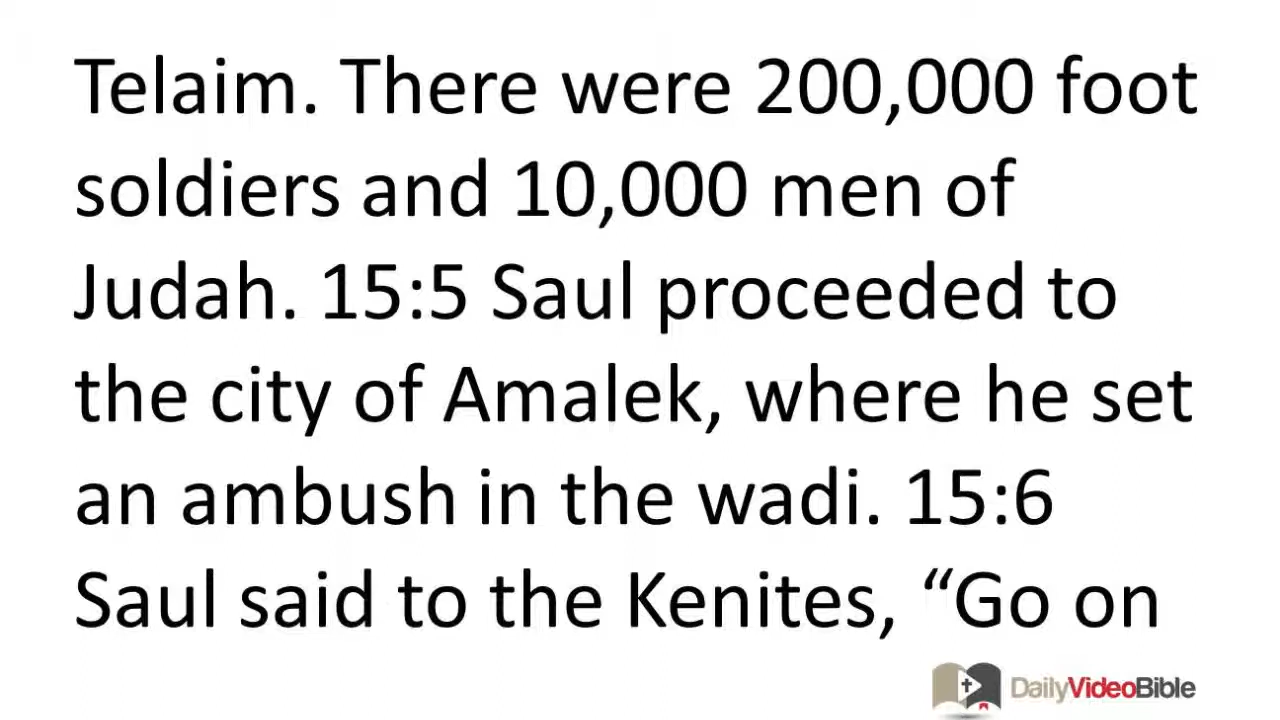 Telaim. There were 200,000 foot
soldiers and 10,000 men of
Judah. 15:5 Saul proceeded to
the city of Amalek, where he set
an ambush in the wadi. 15:6
Saul said to the Kenites, “Go on
DailyVideoBible